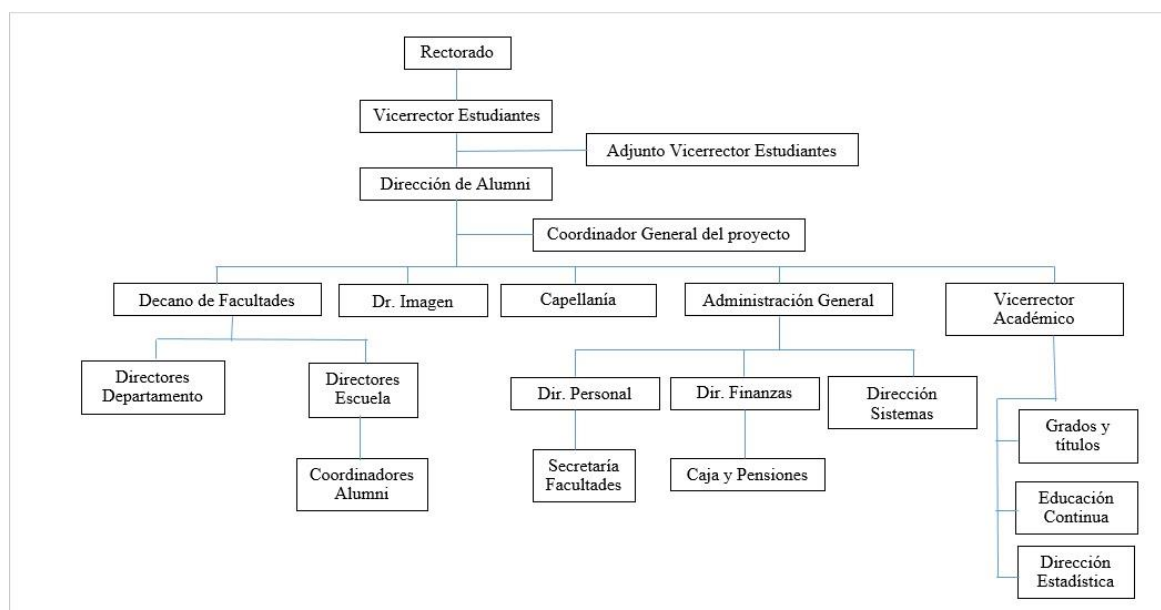 Rectorado
Vicerrector Estudiantes
Adjunto Vicerrector Estudiantes
Dirección de Alumni
Coordinador General del proyecto
Decano de Facultades
Dr. Imagen
Capellanía
Administración General
Vicerrector
Académico
Directores
Departamento
Directores
Escuela
Dir. Personal
Dir. Finanzas
Dirección
Sistemas
Grados y
títulos
Coordinadores
Alumni
Secretaría
Facultades
Caja y Pensiones
Educación
Continua
Dirección
Estadística